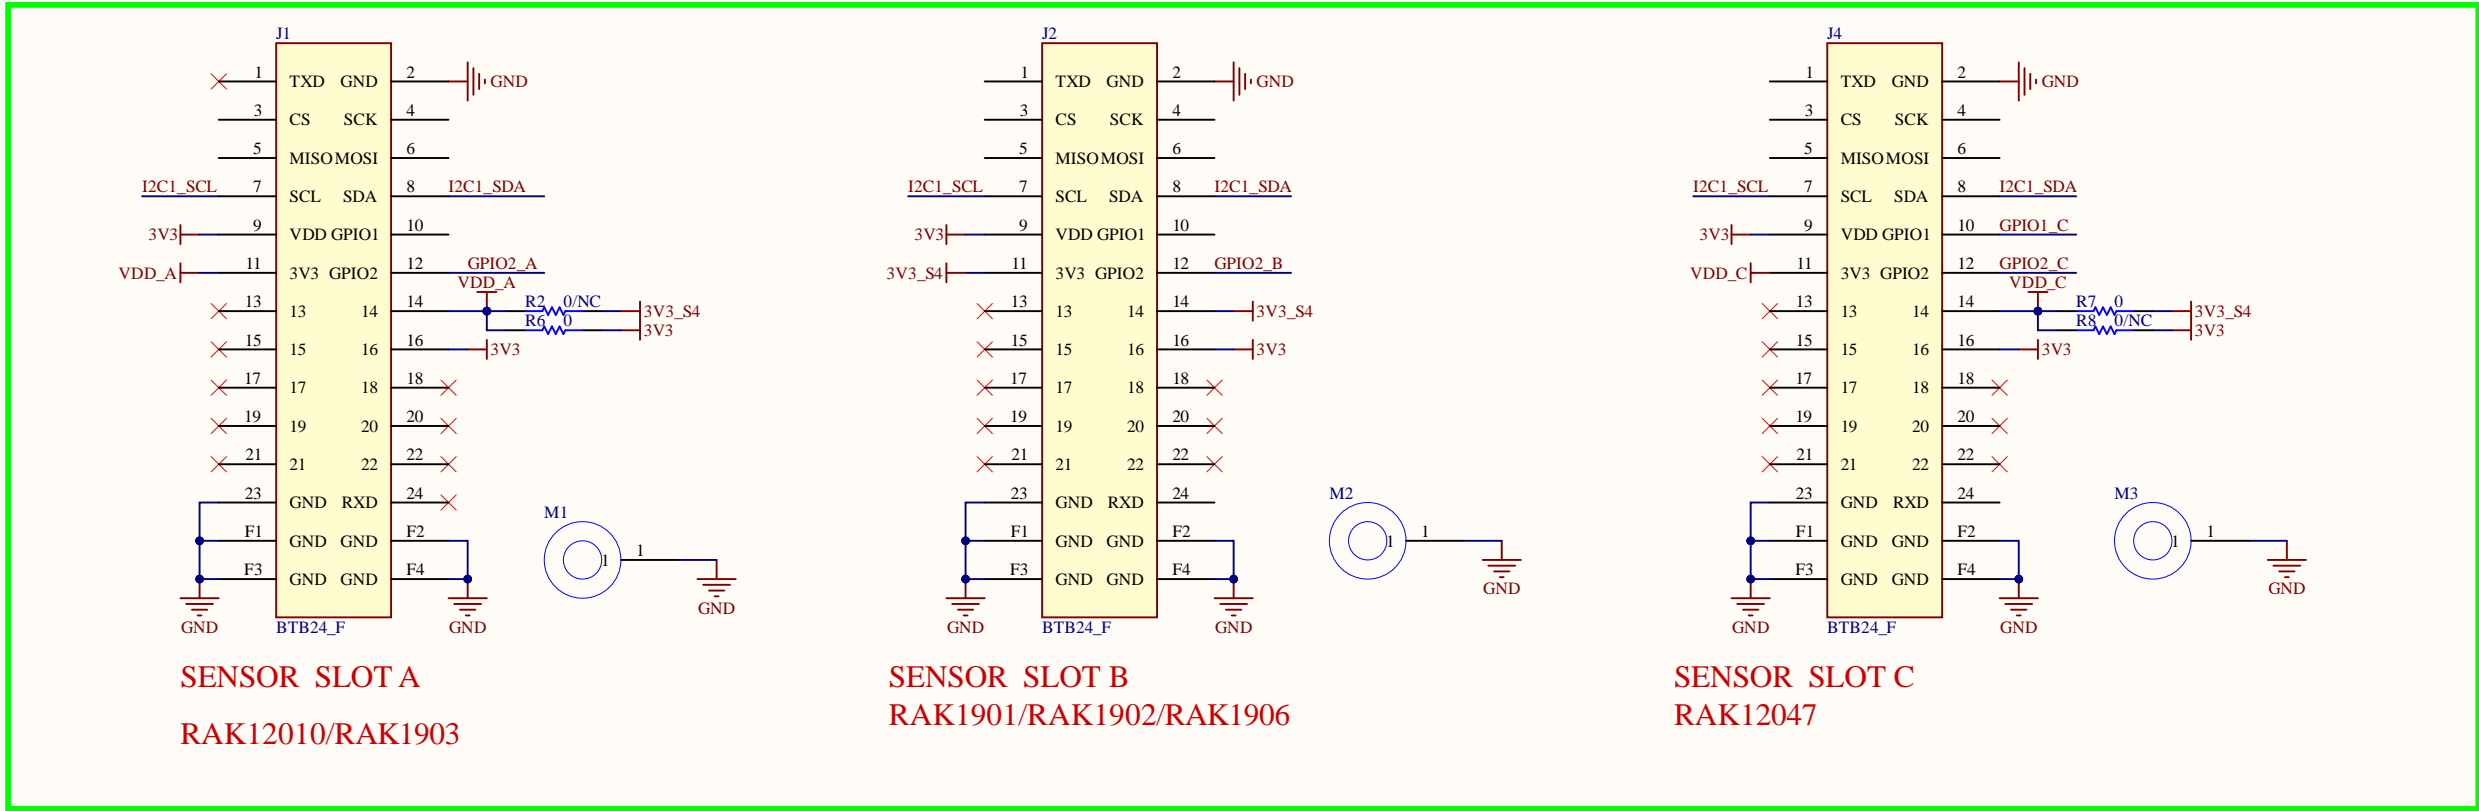 J1
1 TXD GND 2 GND
3 CS SCK 4
5 MISO MOSI 6
I2C1_SCL 7 SCL SDA 8 I2C1_SDA
3V3 9 VDD GPIO1 10
VDD_A 11 3V3 GPIO2 12 GPIO2_A
VDD_A
13 13 14 14 R2 0/NC 3V3_S4
R6 0 3V3
15 15 16 16 3V3
17 17 18 18
19 19 20 20
21 21 22 22
23 GND RXD 24
F1 GND GND F2
F3 GND GND F4
GND GND
BTB24_F
M1
1 1
GND
SENSOR SLOT A
RAK12010/RAK1903
J2
1 TXD GND 2 GND
3 CS SCK 4
5 MISO MOSI 6
I2C1_SCL 7 SCL SDA 8 I2C1_SDA
3V3 9 VDD GPIO1 10
3V3_S4 11 3V3 GPIO2 12 GPIO2_B
13 13 14 14 3V3_S4
15 15 16 16 3V3
17 17 18 18
19 19 20 20
21 21 22 22
23 GND RXD 24
F1 GND GND F2
F3 GND GND F4
GND GND
BTB24_F
M2
1 1
GND
SENSOR SLOT B
RAK1901/RAK1902/RAK1906
J4
1 TXD GND 2 GND
3 CS SCK 4
5 MISO MOSI 6
I2C1_SCL 7 SCL SDA 8 I2C1_SDA
3V3 9 VDD GPIO1 10 GPIO1_C
VDD_C 11 3V3 GPIO2 12 GPIO2_C
VDD_C
13 13 14 14 R7 0 3V3_S4
R8 0/NC 3V3
15 15 16 16 3V3
17 17 18 18
19 19 20 20
21 21 22 22
23 GND RXD 24
F1 GND GND F2
F3 GND GND F4
GND GND
BTB24_F
M3
1 1
GND
SENSOR SLOT C
RAK12047